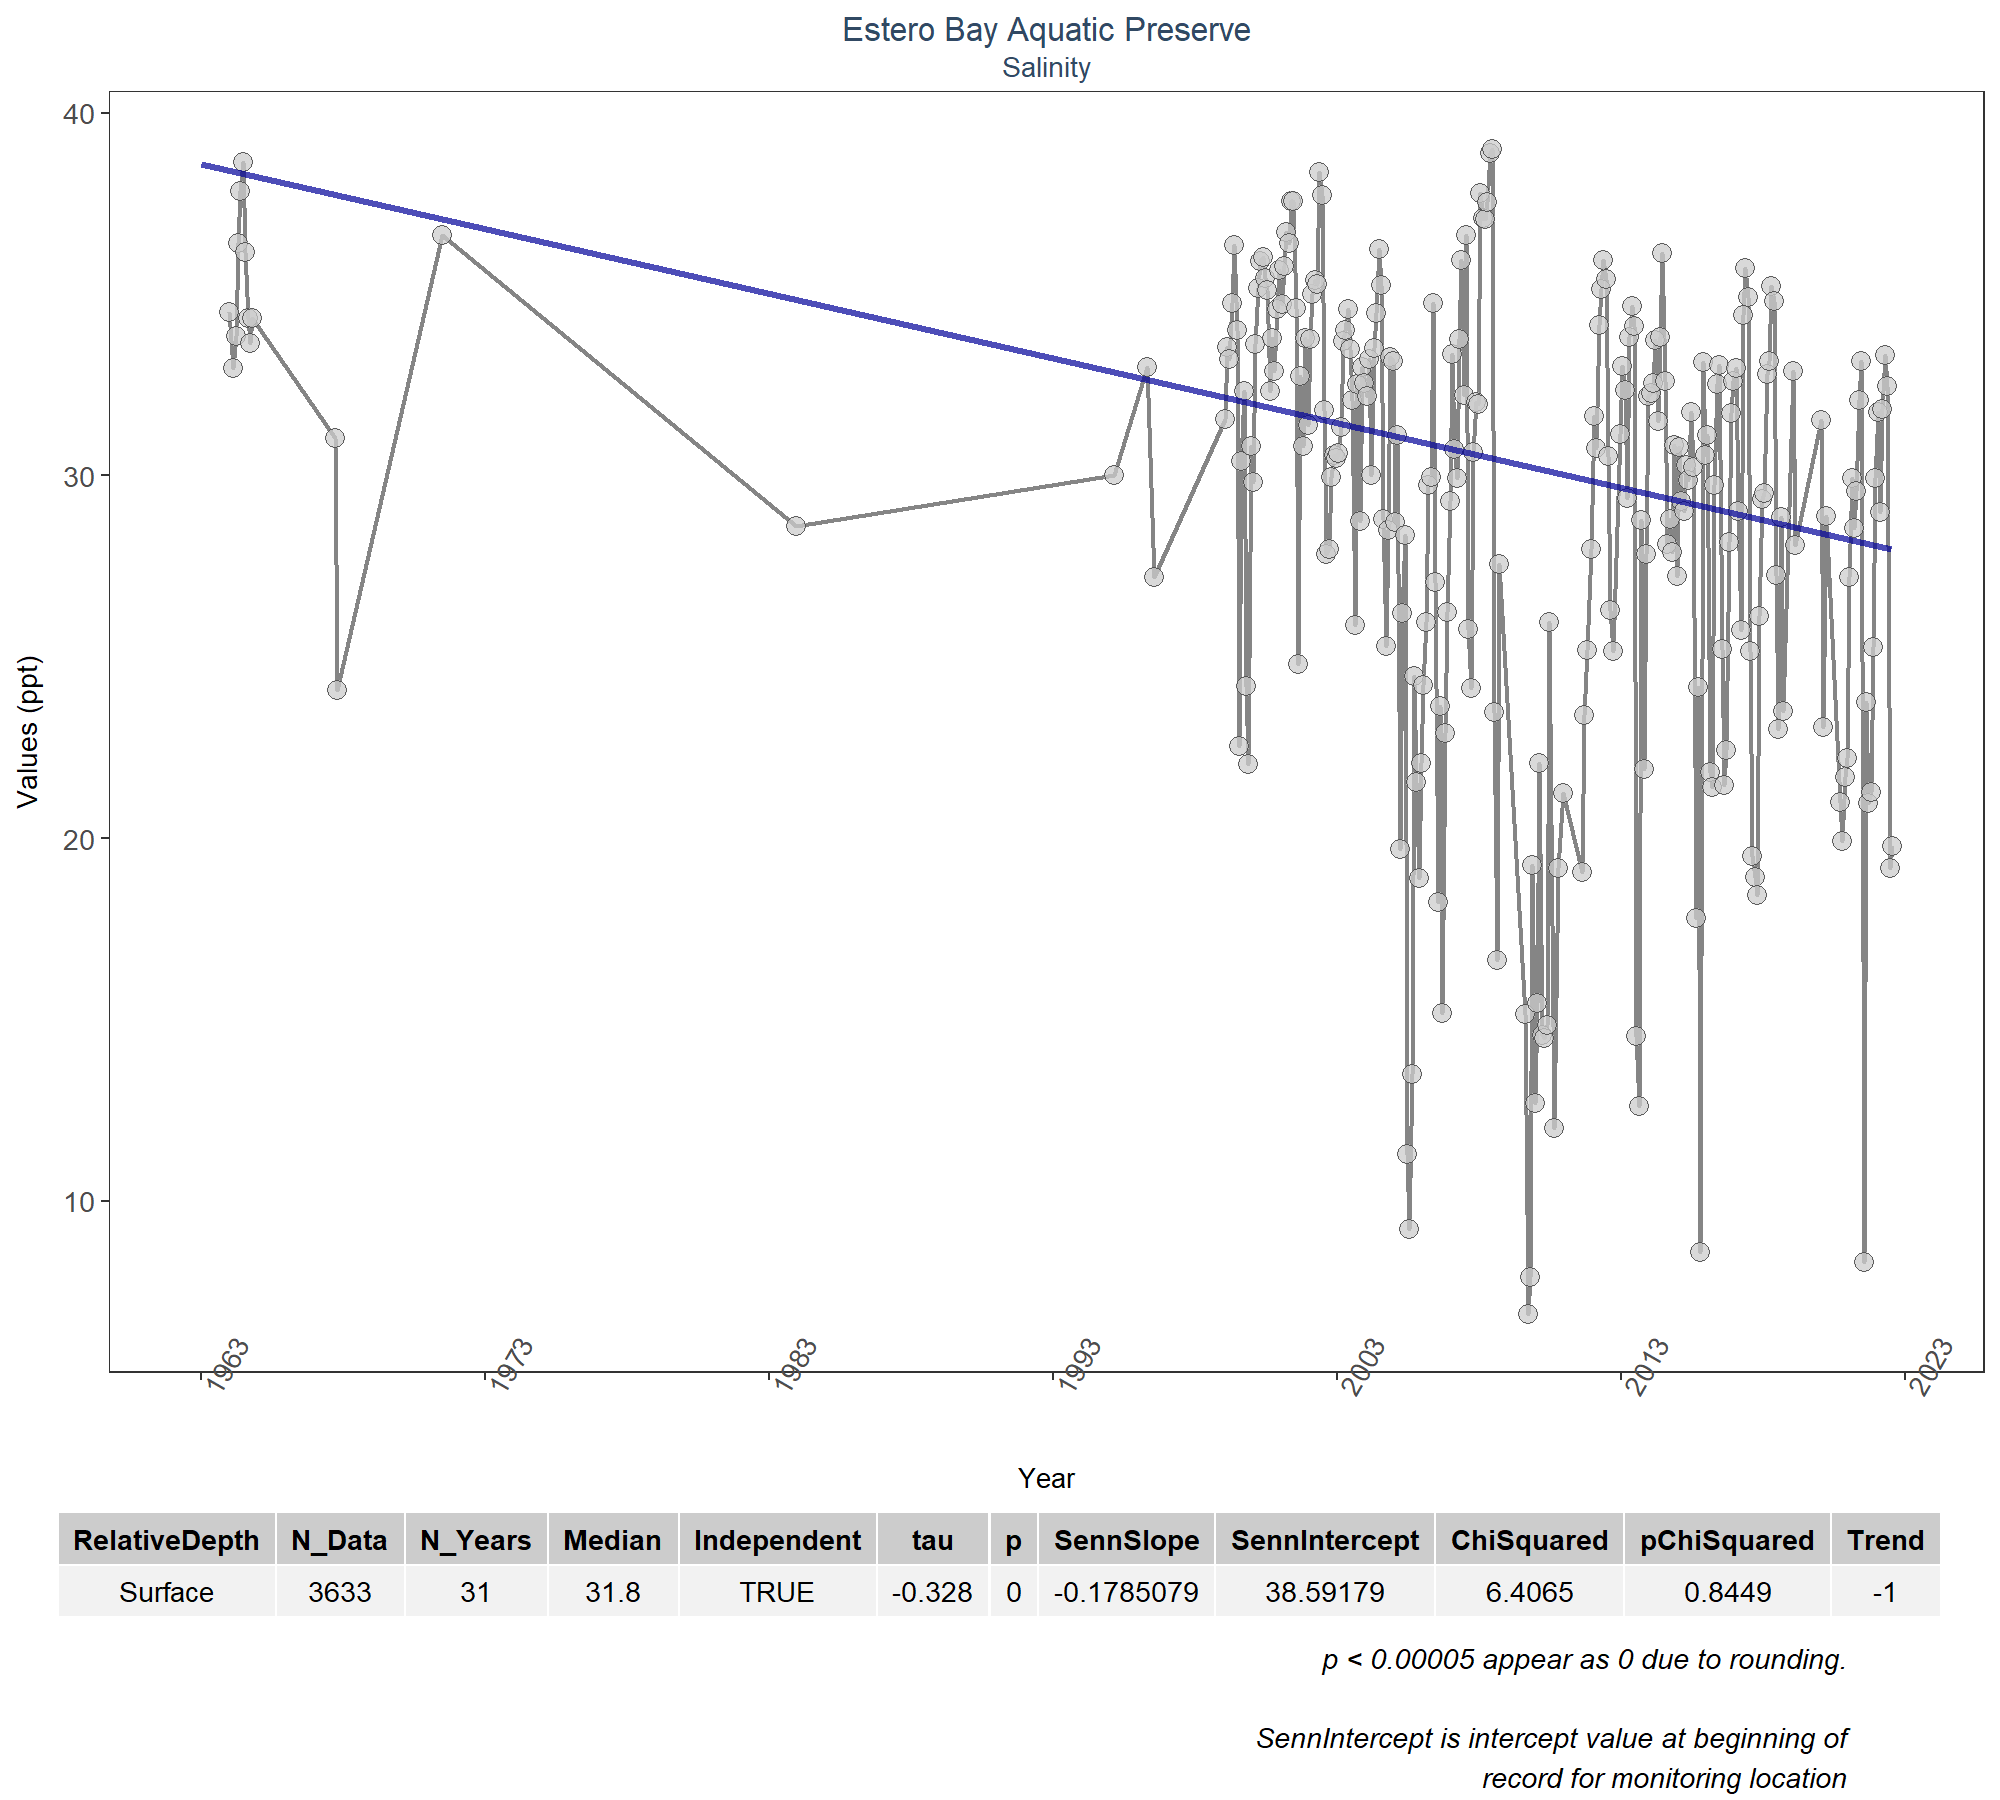 Estero Bay Aquatic Preserve
Salinity
40
30
20
10
Values (ppt)
1963
1973
1983
1993
2003
2013
2023
Year
RelativeDepth N_Data N_Years Median Independent tau p SennSlope SennIntercept ChiSquared pChiSquared Trend
Surface 3633 31 31.8 TRUE -0.328 0 -0.1785079 38.59179 6.4065 0.8449 -1
p < 0.00005 appear as 0 due to rounding.
SennIntercept is intercept value at beginning of
record for monitoring location